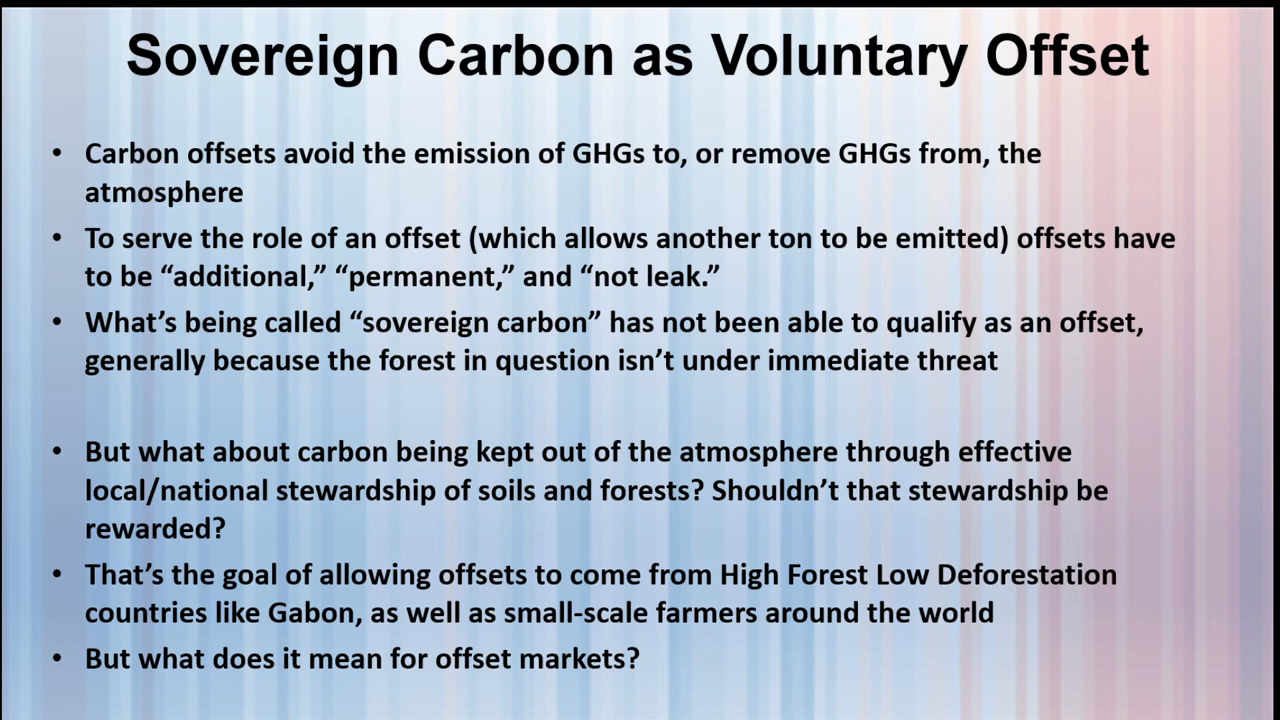 Sovereign Carbon as Voluntary Offset
• Carbon offsets avoid the emission of GHGs to, or remove GHGs from, the
atmosphere
• To serve the role of an offset (which allows another ton to be emitted) offsets have
to be “additional,” “permanent,” and “not leak.”
• What’s being called “sovereign carbon” has not been able to qualify as an offset,
generally because the forest in question isn’t under immediate threat
• But what about carbon being kept out of the atmosphere through effective
local/national stewardship of soils and forests? Shouldn’t that stewardship be
rewarded?
• That’s the goal of allowing offsets to come from High Forest Low Deforestation
countries like Gabon, as well as small-scale farmers around the world
• But what does it mean for offset markets?